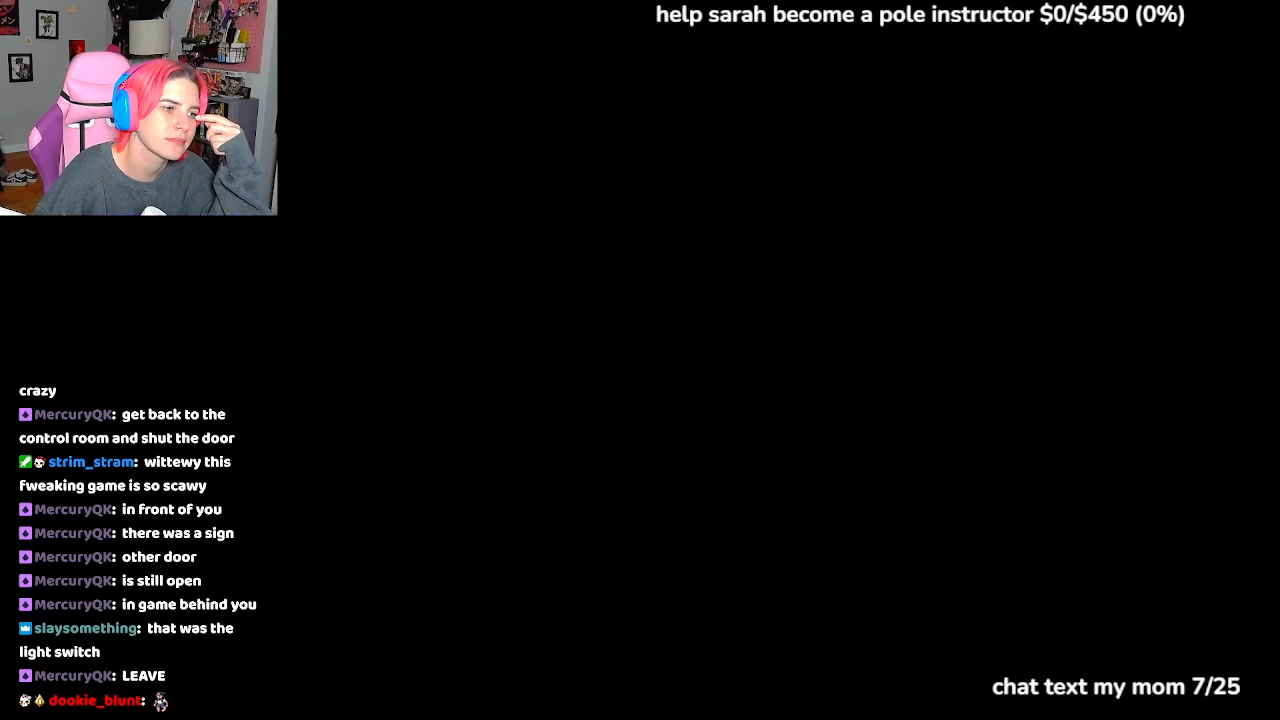 help sarah become a pole instructor $0/$450 (0%)
crazy
MercuryQK: get back to the
control room and shut the door
strim_stram: wittewy this
fweaking game is so scawy
MercuryQK: in front of you
MercuryQK: there was a sign
MercuryQK: other door
MercuryQK: is still open
MercuryQK: in game behind you
slaysomething: that was the
light switch
MercuryQK: LEAVE
dookie_blunt:
chat text my mom 7/25